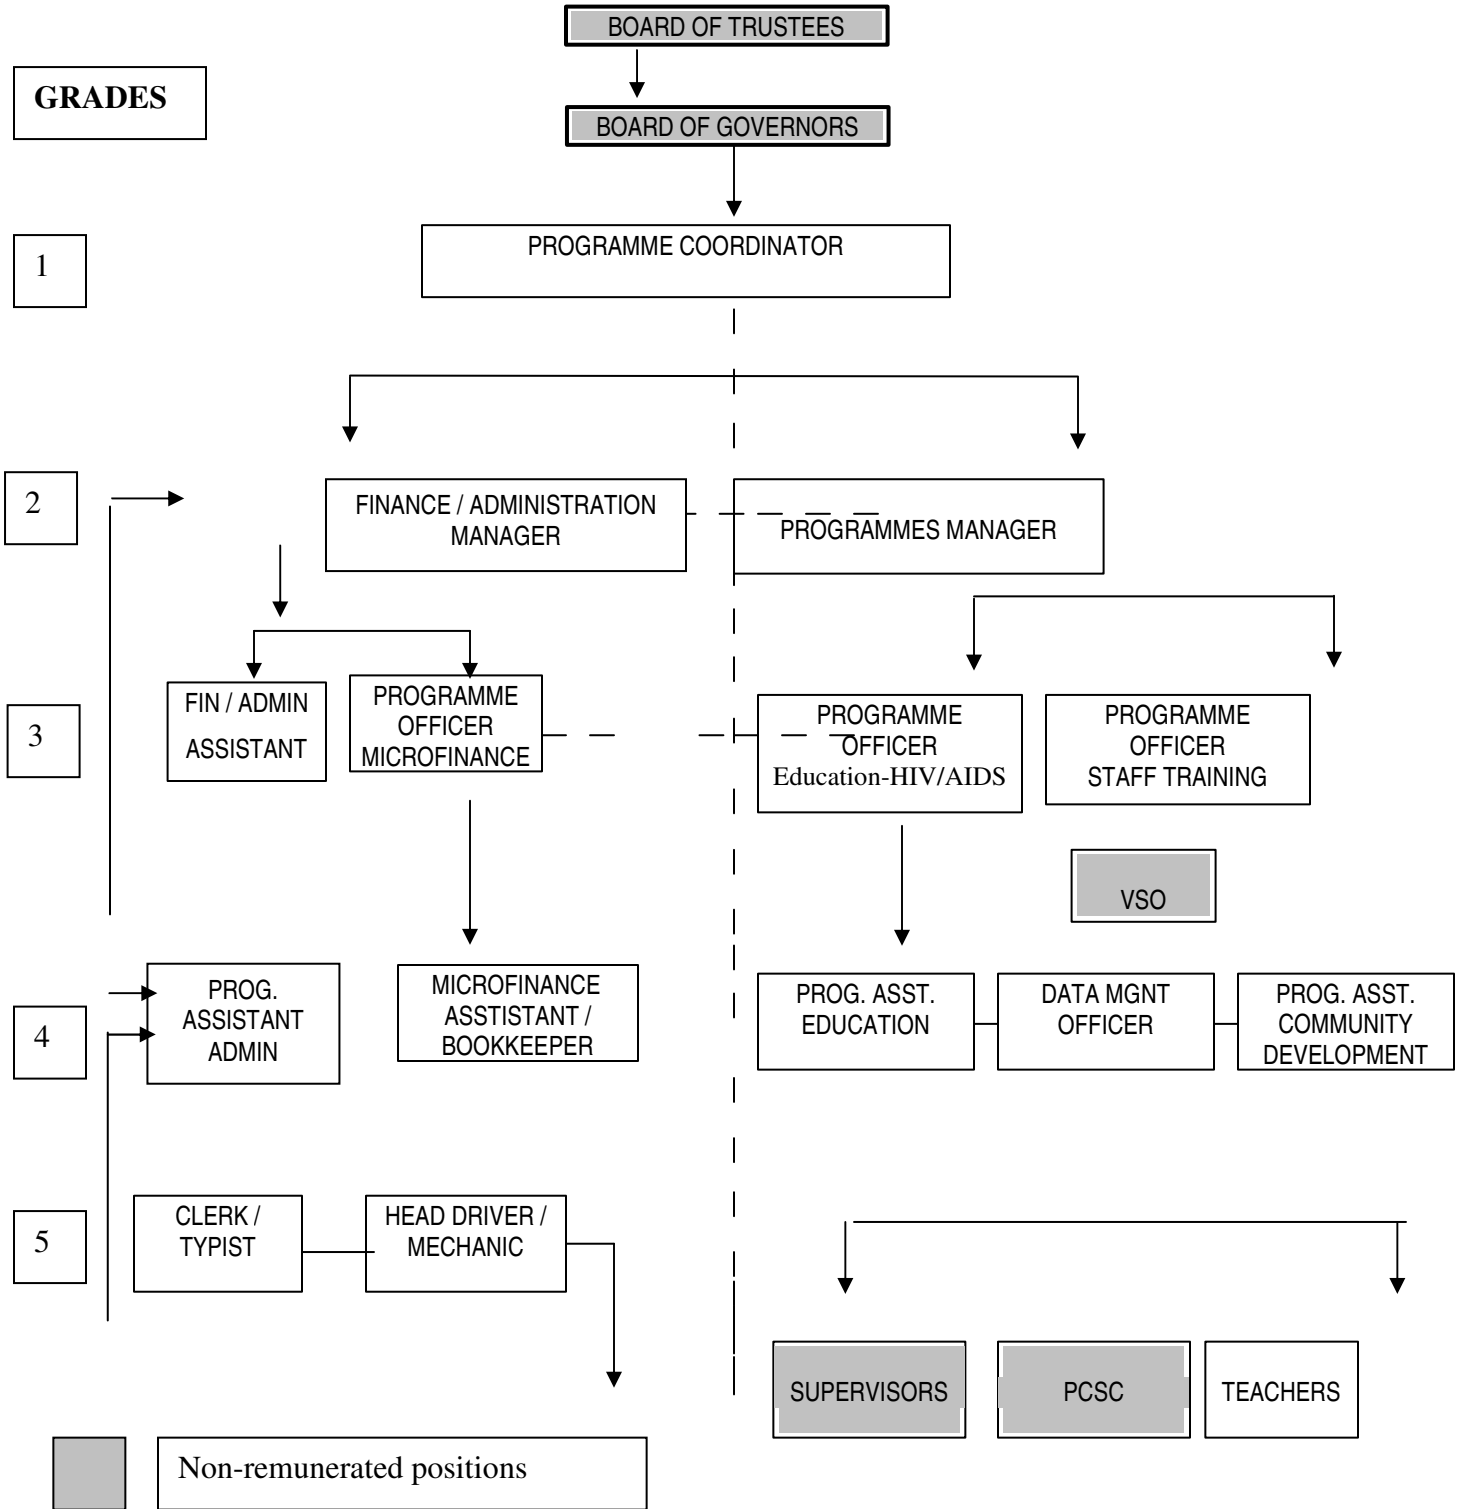 BOARD OF TRUSTEES
GRADES
BOARD OF GOVERNORS
1
PROGRAMME COORDINATOR
2
FINANCE / ADMINISTRATION
MANAGER
PROGRAMMES MANAGER
3
FIN / ADMIN
ASSISTANT
PROGRAMME
OFFICER
MICROFINANCE
PROGRAMME
OFFICER
Education-HIV/AIDS
PROGRAMME
OFFICER
STAFF TRAINING
VSO
4
PROG.
ASSISTANT
ADMIN
MICROFINANCE
ASSTISTANT /
BOOKKEEPER
PROG. ASST.
EDUCATION
DATA MGNT
OFFICER
PROG. ASST.
COMMUNITY
DEVELOPMENT
5
CLERK /
TYPIST
HEAD DRIVER /
MECHANIC
SUPERVISORS
PCSC
TEACHERS
Non-remunerated positions